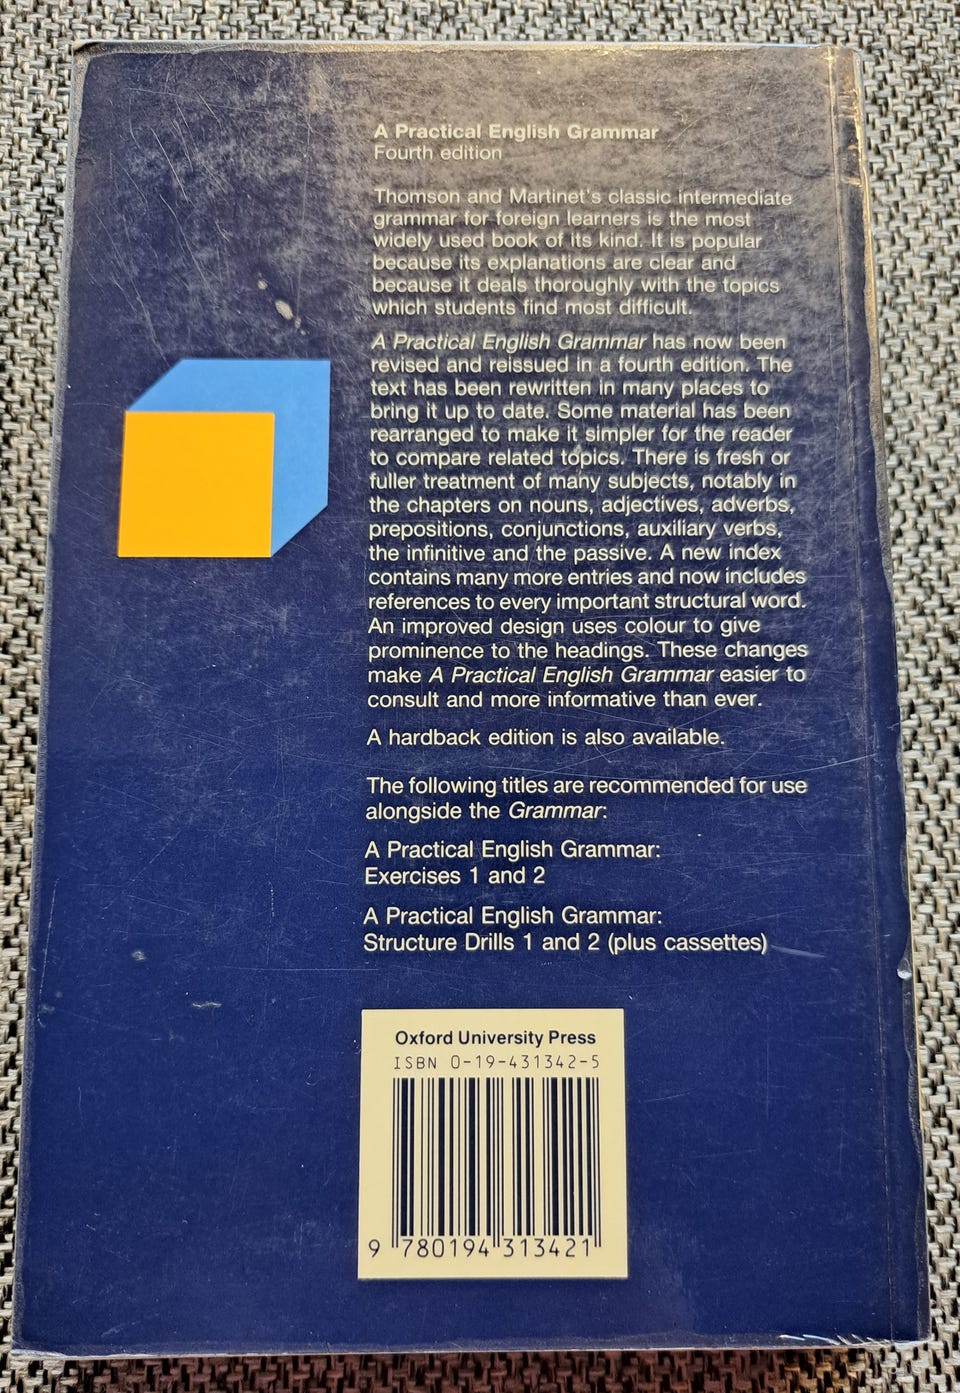 A Practical English Grammar
Fourth edition
Thomson and Martinet's classic intermediate
grammar for foreign learners is the most
widely used book of its kind. It is popular
because its explanations are clear and
because it deals thoroughly with the topics
which students find most difficult.
A Practical English Grammar has now been
revised and reissued in a fourth edition. The
text has been rewritten in many places to
bring it up to date. Some material has been
rearranged to make it simpler for the reader
to compare related topics. There is fresh or
fuller treatment of many subjects, notably in
the chapters on nouns, adjectives, adverbs,
prepositions, conjunctions, auxiliary verbs,
the infinitive and the passive. A new index
contains many more entries and now includes
references to every important structural word.
An improved design uses colour to give
prominence to the headings. These changes
make A Practical English Grammar easier to
consult and more informative than ever.
A hardback edition is also available.
The following titles are recommended for use
alongside the Grammar:
A Practical English Grammar:
Exercises 1 and 2
A Practical English Grammar:
Structure Drills 1 and 2 (plus cassettes)
Oxford University Press
ISBN 0-19-431342-5
9 780194 313421